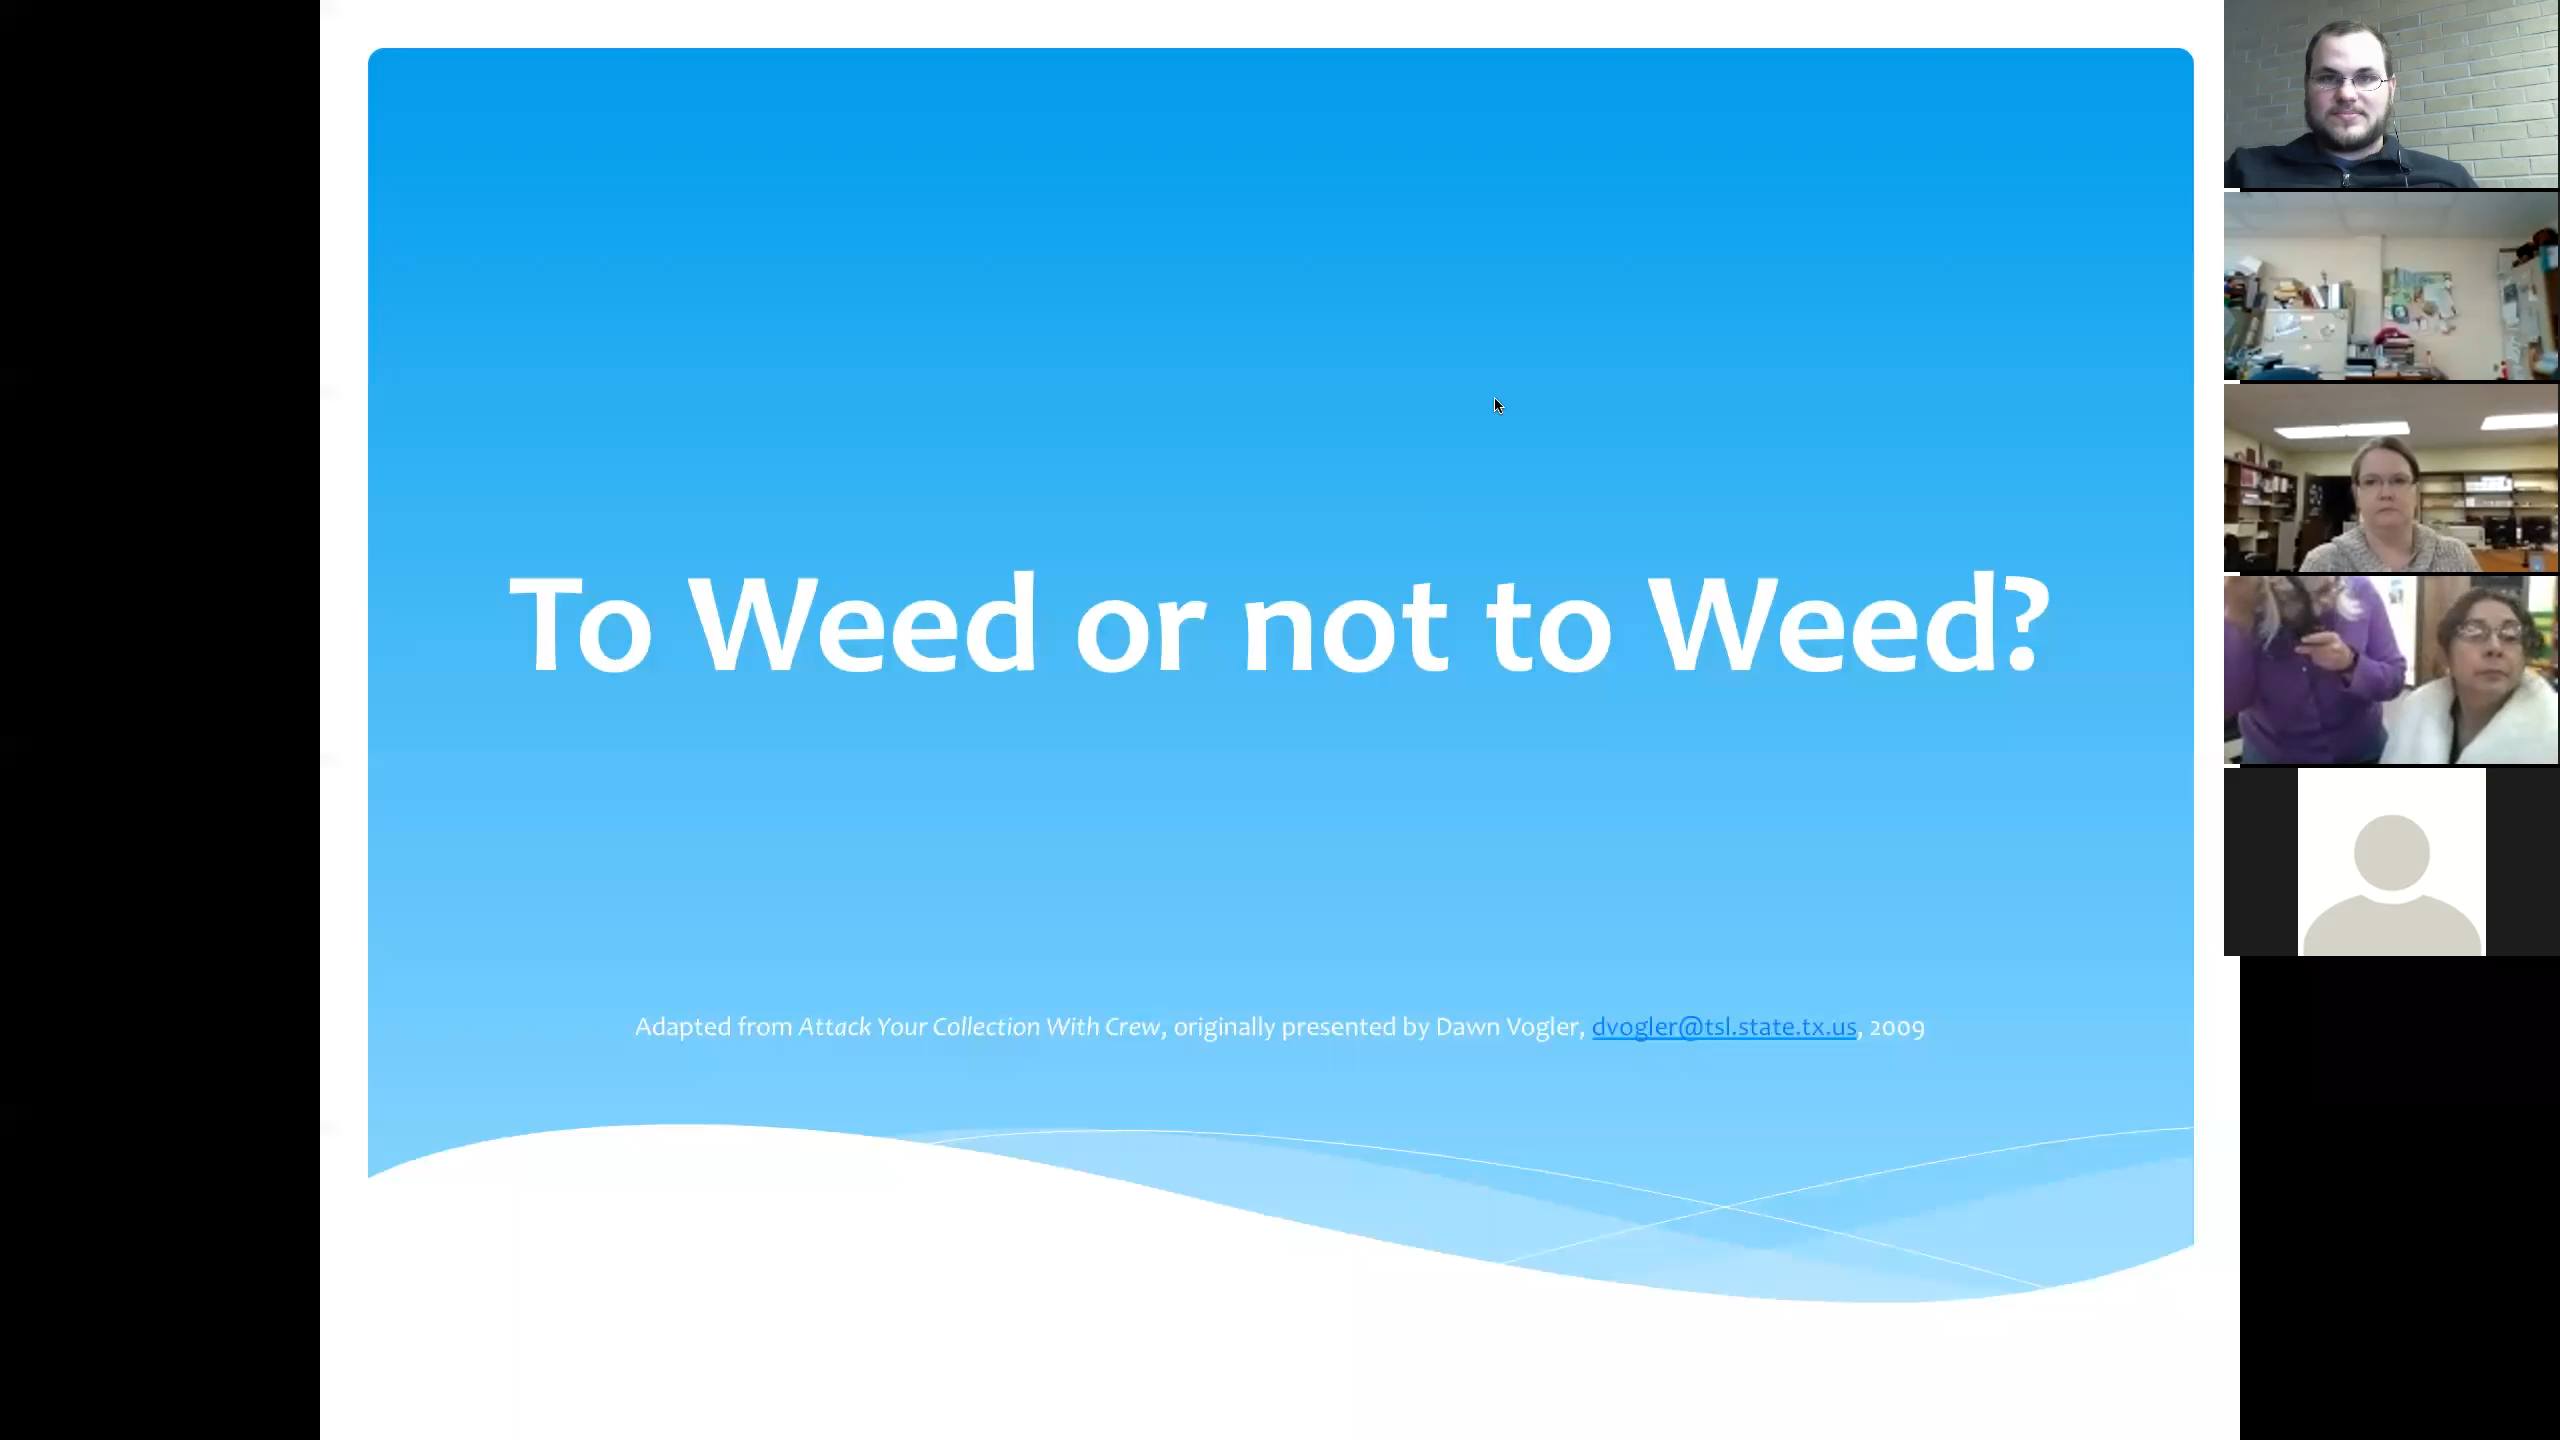 To Weed or not to Weed?
Adapted from Attack Your Collection With Crew, originally presented by Dawn Vogler, dvogler@tsl.state.tx.us, 2009